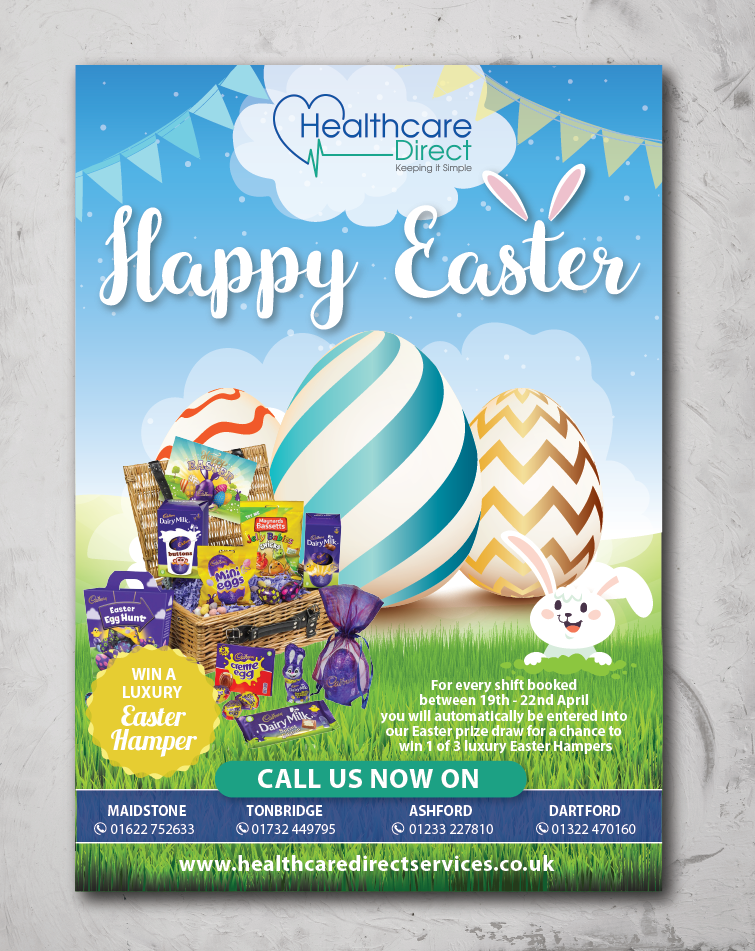 Healthcare
Direct
Keeping it Simple
Happy Easter
Cadbury
Dairy Milk
buttons
Maynards
Bassetts
Jelly Babies
CHICKS
Cadbury
Dairy Milk
Cadbury
Mini
eggs
Cadbury
Easter
Egg Hunt
Cadbury
creme
egg
Cadbury
Dairy Milk
WIN A
LUXURY
Easter
Hamper
For every shift booked
between 19th - 22nd April
you will automatically be entered into
our Easter prize draw for a chance to
win 1 of 3 luxury Easter Hampers
CALL US NOW ON
MAIDSTONE
01622 752633
TONBRIDGE
01732 449795
ASHFORD
01233 227810
DARTFORD
01322 470160
www.healthcaredirectservices.co.uk